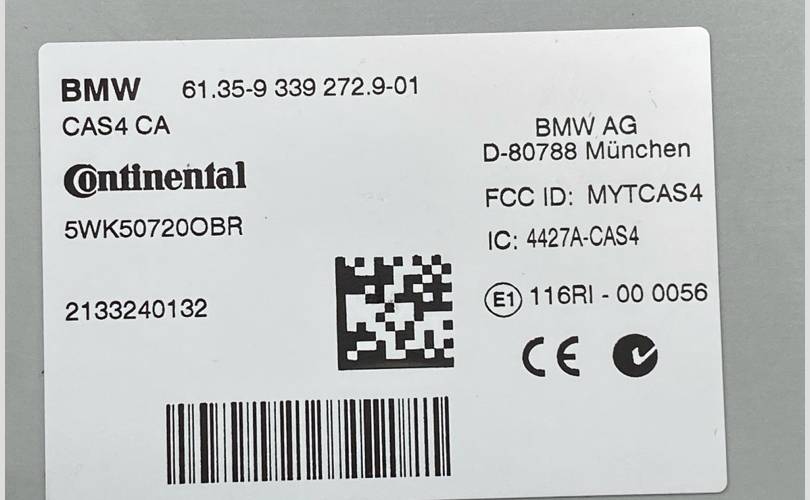 BMW 61.35-9 339 272.9-01
CAS4 CA
Continental
5WK50720OBR
2133240132
BMW AG
D-80788 München
FCC ID: MYTCAS4
IC: 4427A-CAS4
E1 116RI - 00 0056
CE